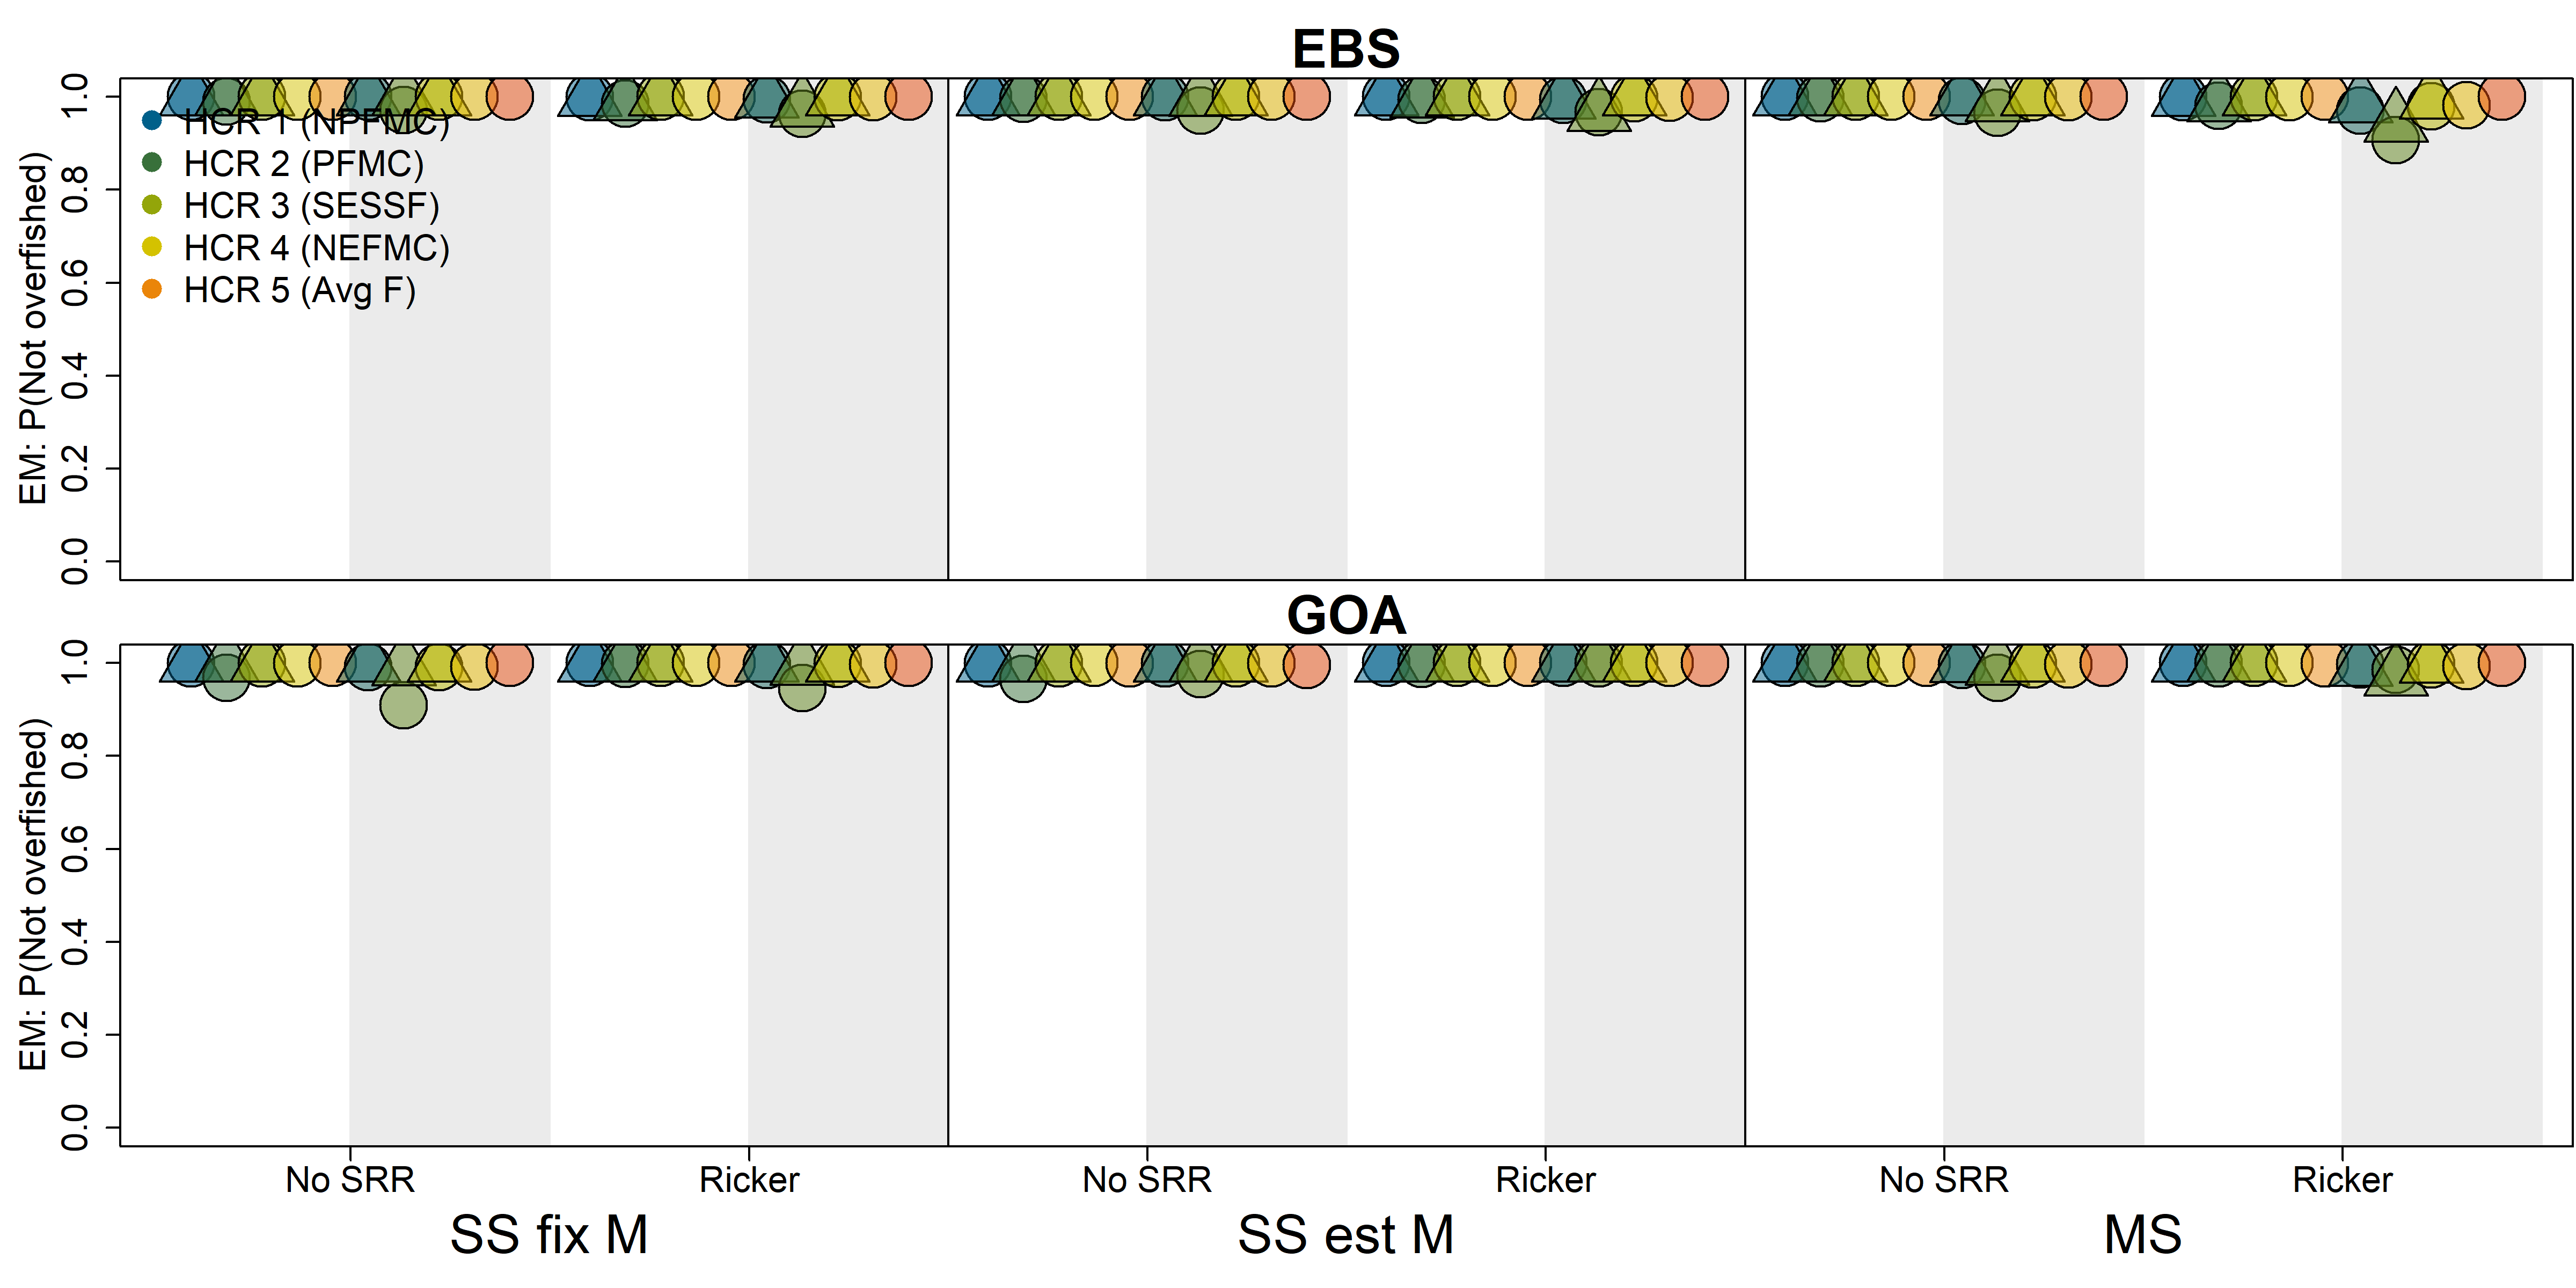 EBS
EM: P(Not overfished)
1.0
0.8
0.6
0.4
0.2
0.0
HCR 1 (NPFMC)
HCR 2 (PFMC)
HCR 3 (SESSF)
HCR 4 (NEFMC)
HCR 5 (Avg F)
GOA
EM: P(Not overfished)
1.0
0.8
0.6
0.4
0.2
0.0
No SRR Ricker No SRR Ricker No SRR Ricker
SS fix M SS est M MS